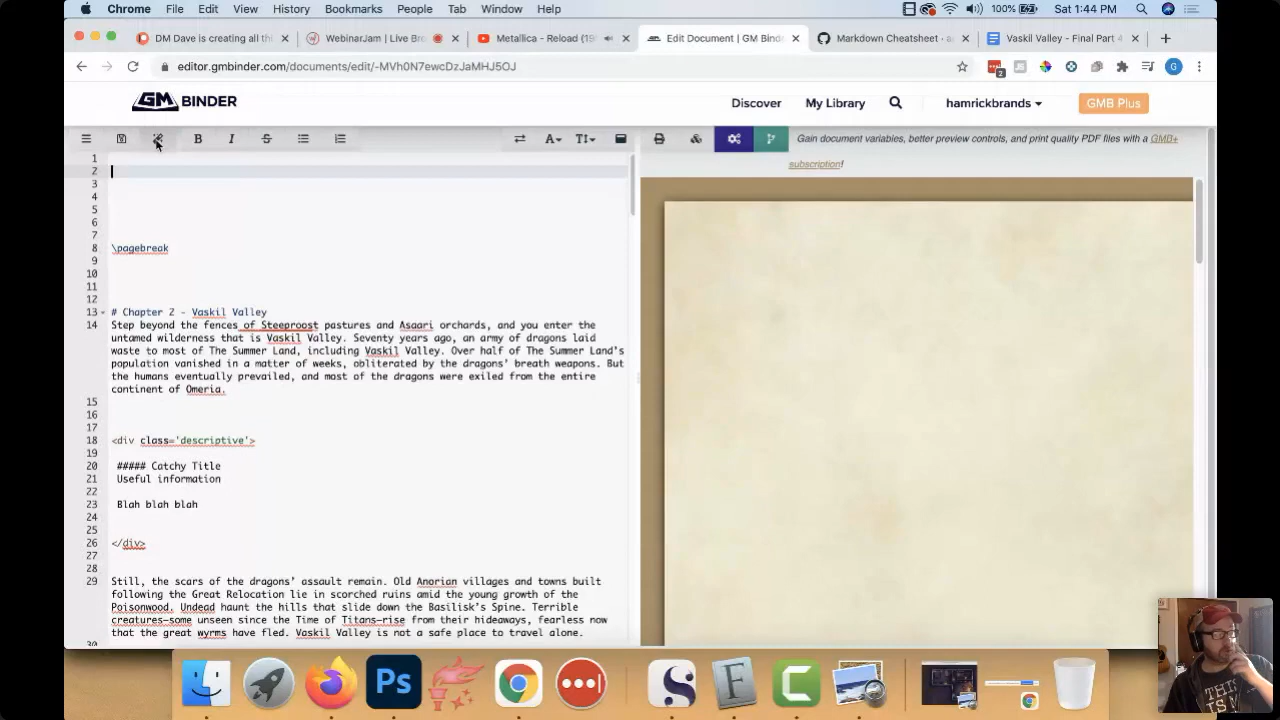 Chrome File Edit View History Bookmarks People Tab Window Help 100% Sat 1:44 PM
DM Dave is creating all th × WebinarJam | Live Br × Metallica - Reload (19 × Edit Document | GM Bind × Markdown Cheatsheet · a × Vaskil Valley - Final Part 4 × +
editor.gmbinder.com/documents/edit/-MVh0N7ewcDzJaMHJ5OJ
2
G
GM BINDER Discover My Library hamrickbrands GMB Plus
B I S A T Gain document variables, better preview controls, and print quality PDF files with a GMB+
subscription!
1
2
3
4
5
6
7
8 \pagebreak
9
10
11
12
13 # Chapter 2 - Vaskil Valley
14 Step beyond the fences of Steeproost pastures and Asaari orchards, and you enter the
untamed wilderness that is Vaskil Valley. Seventy years ago, an army of dragons laid
waste to most of The Summer Land, including Vaskil Valley. Over half of The Summer Land's
population vanished in a matter of weeks, obliterated by the dragons' breath weapons. But
the humans eventually prevailed, and most of the dragons were exiled from the entire
continent of Omeria.
15
16
17
18 <div class='descriptive'>
19
20 ##### Catchy Title
21 Useful information
22
23 Blah blah blah
24
25
26 </div>
27
28
29 Still, the scars of the dragons' assault remain. Old Anorian villages and towns built
following the Great Relocation lie in scorched ruins amid the young growth of the
Poisonwood. Undead haunt the hills that slide down the Basilisk's Spine. Terrible
creatures—some unseen since the Time of Titans—rise from their hideaways, fearless now
that the great wyrms have fled. Vaskil Valley is not a safe place to travel alone.
30
Ps
F
C
THIS
IS M